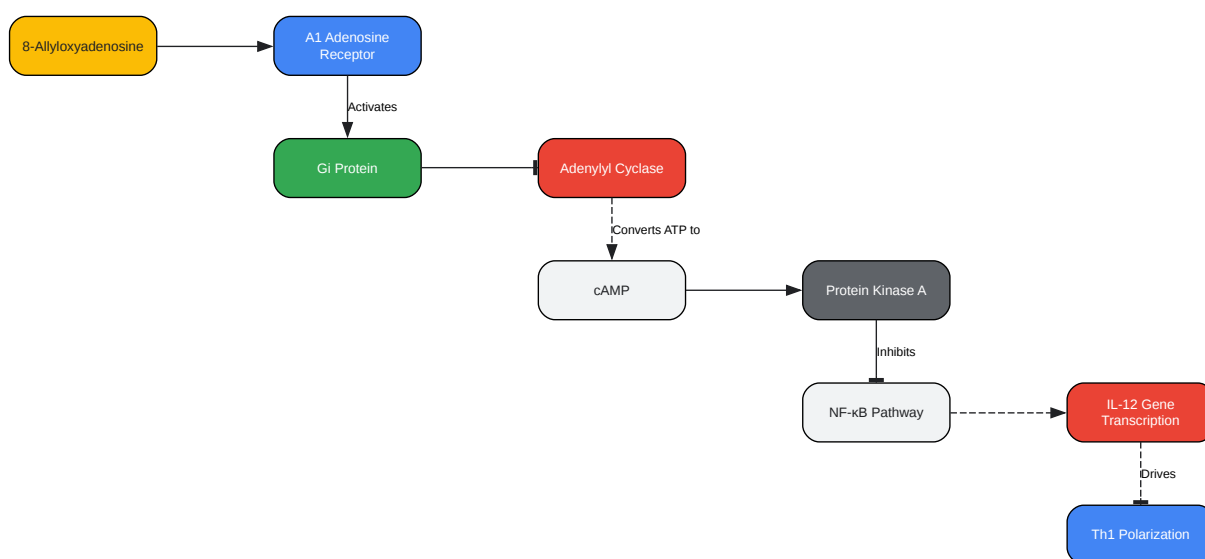 8-Allyloxyadenosine
A1 Adenosine
Receptor
Activates
Gi Protein
Adenylyl Cyclase
Converts ATP to
cAMP
Protein Kinase A
Inhibits
NF-κB Pathway
IL-12 Gene
Transcription
Drives
Th1 Polarization